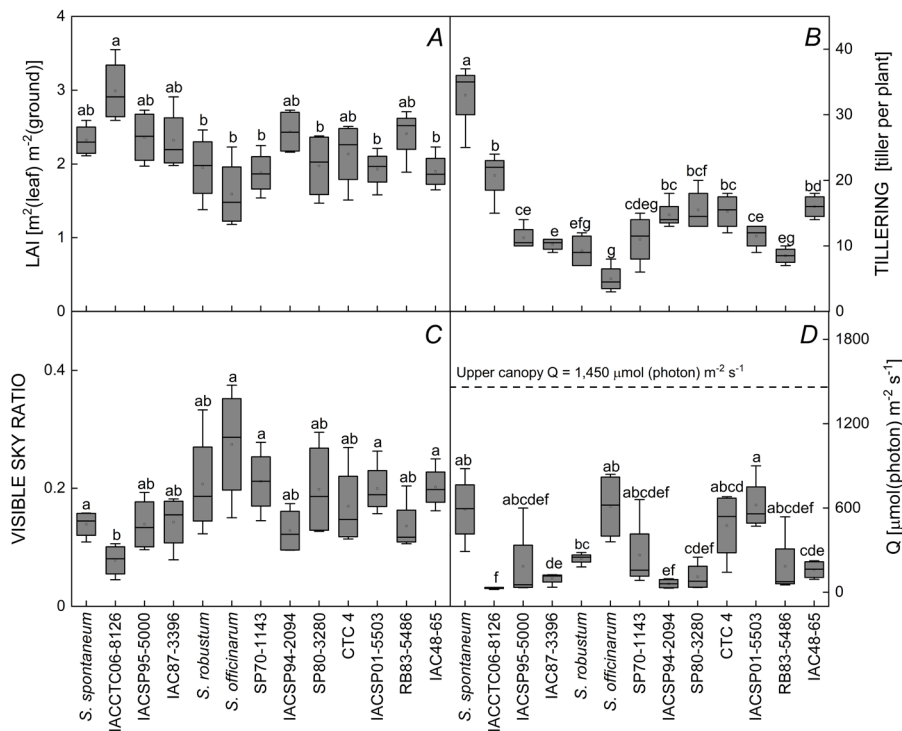 A
LAI [m²(leaf) m⁻²(ground)]
4
3
2
1
0
ab
a
ab
ab
b
b
b
ab
b
ab
b
ab
b
B
TILLERING [tiller per plant]
40
30
20
10
0
a
b
ce
e
efg
g
cdeg
bc
bcf
bc
ce
eg
bd
C
VISIBLE SKY RATIO
0.4
0.2
0
a
b
ab
ab
ab
a
a
ab
ab
ab
a
ab
a
D
Upper canopy Q = 1,450 μmol (photon) m⁻² s⁻¹
Q [μmol(photon) m⁻² s⁻¹]
1800
1200
600
0
ab
f
abcdef
de
bc
ab
abcdef
ef
cdef
abcd
a
abcdef
cde
S. spontaneum
IACCTC06-8126
IACSP95-5000
IAC87-3396
S. robustum
S. officinarum
SP70-1143
IACSP94-2094
SP80-3280
CTC 4
IACSP01-5503
RB83-5486
IAC48-65
S. spontaneum
IACCTC06-8126
IACSP95-5000
IAC87-3396
S. robustum
S. officinarum
SP70-1143
IACSP94-2094
SP80-3280
CTC 4
IACSP01-5503
RB83-5486
IAC48-65